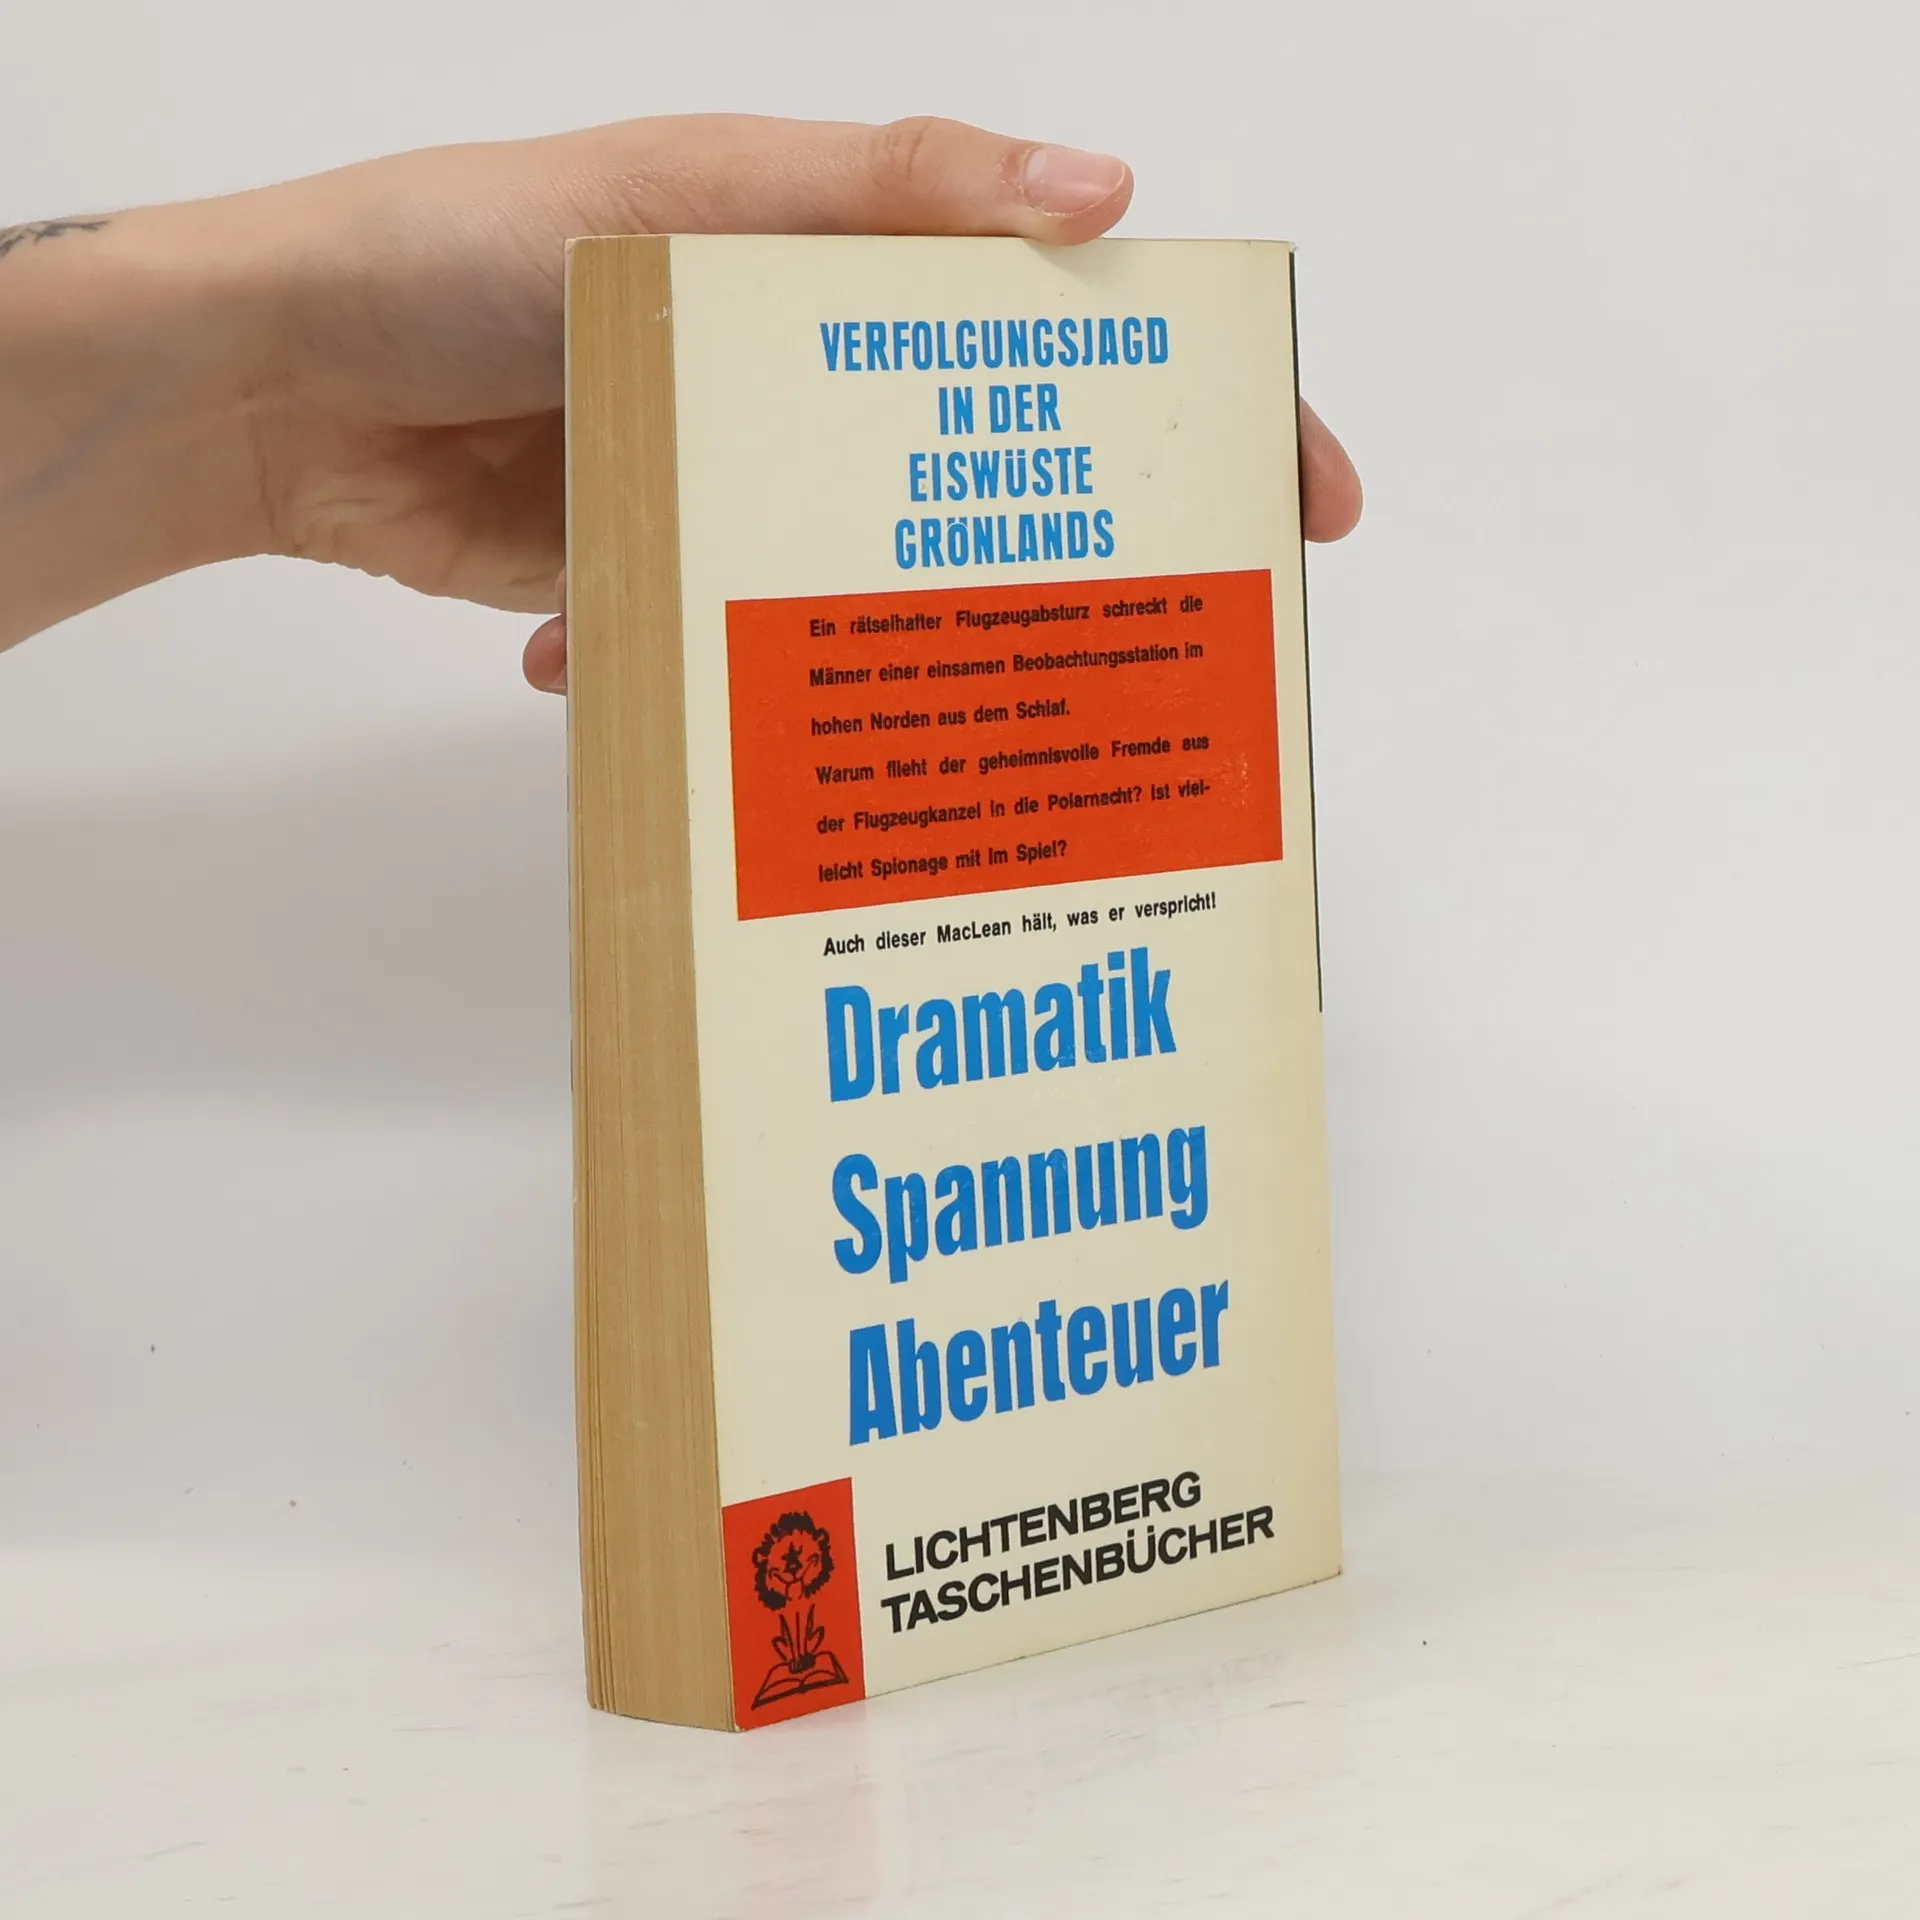 VERFOLGUNGSJAGD
IN DER
EISWÜSTE
GRÖNLANDS
Ein rätselhafter Flugzeugabsturz schreckt die
Männer einer einsamen Beobachtungsstation im
hohen Norden aus dem Schlaf.
Warum flieht der geheimnisvolle Fremde aus
der Flugzeugkanzel in die Polarnacht? Ist viel-
leicht Spionage mit im Spiel?
Auch dieser MacLean hält, was er verspricht!
Dramatik
Spannung
Abenteuer
LICHTENBERG
TASCHENBÜCHER